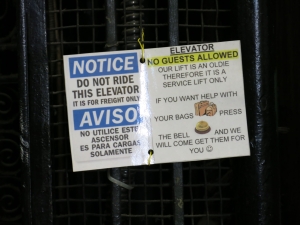 NOTICE
DO NOT RIDE
THIS ELEVATOR
IT IS FOR FREIGHT ONLY
AVISO
NO UTILICE ESTE
ASCENSOR
ES PARA CARGAS
SOLAMENTE
ELEVATOR
NO GUESTS ALLOWED
OUR LIFT IS AN OLDIE
THEREFORE IT IS A
SERVICE LIFT ONLY
IF YOU WANT HELP WITH
YOUR BAGS PRESS
THE BELL AND WE
WILL COME GET THEM FOR
YOU ☺